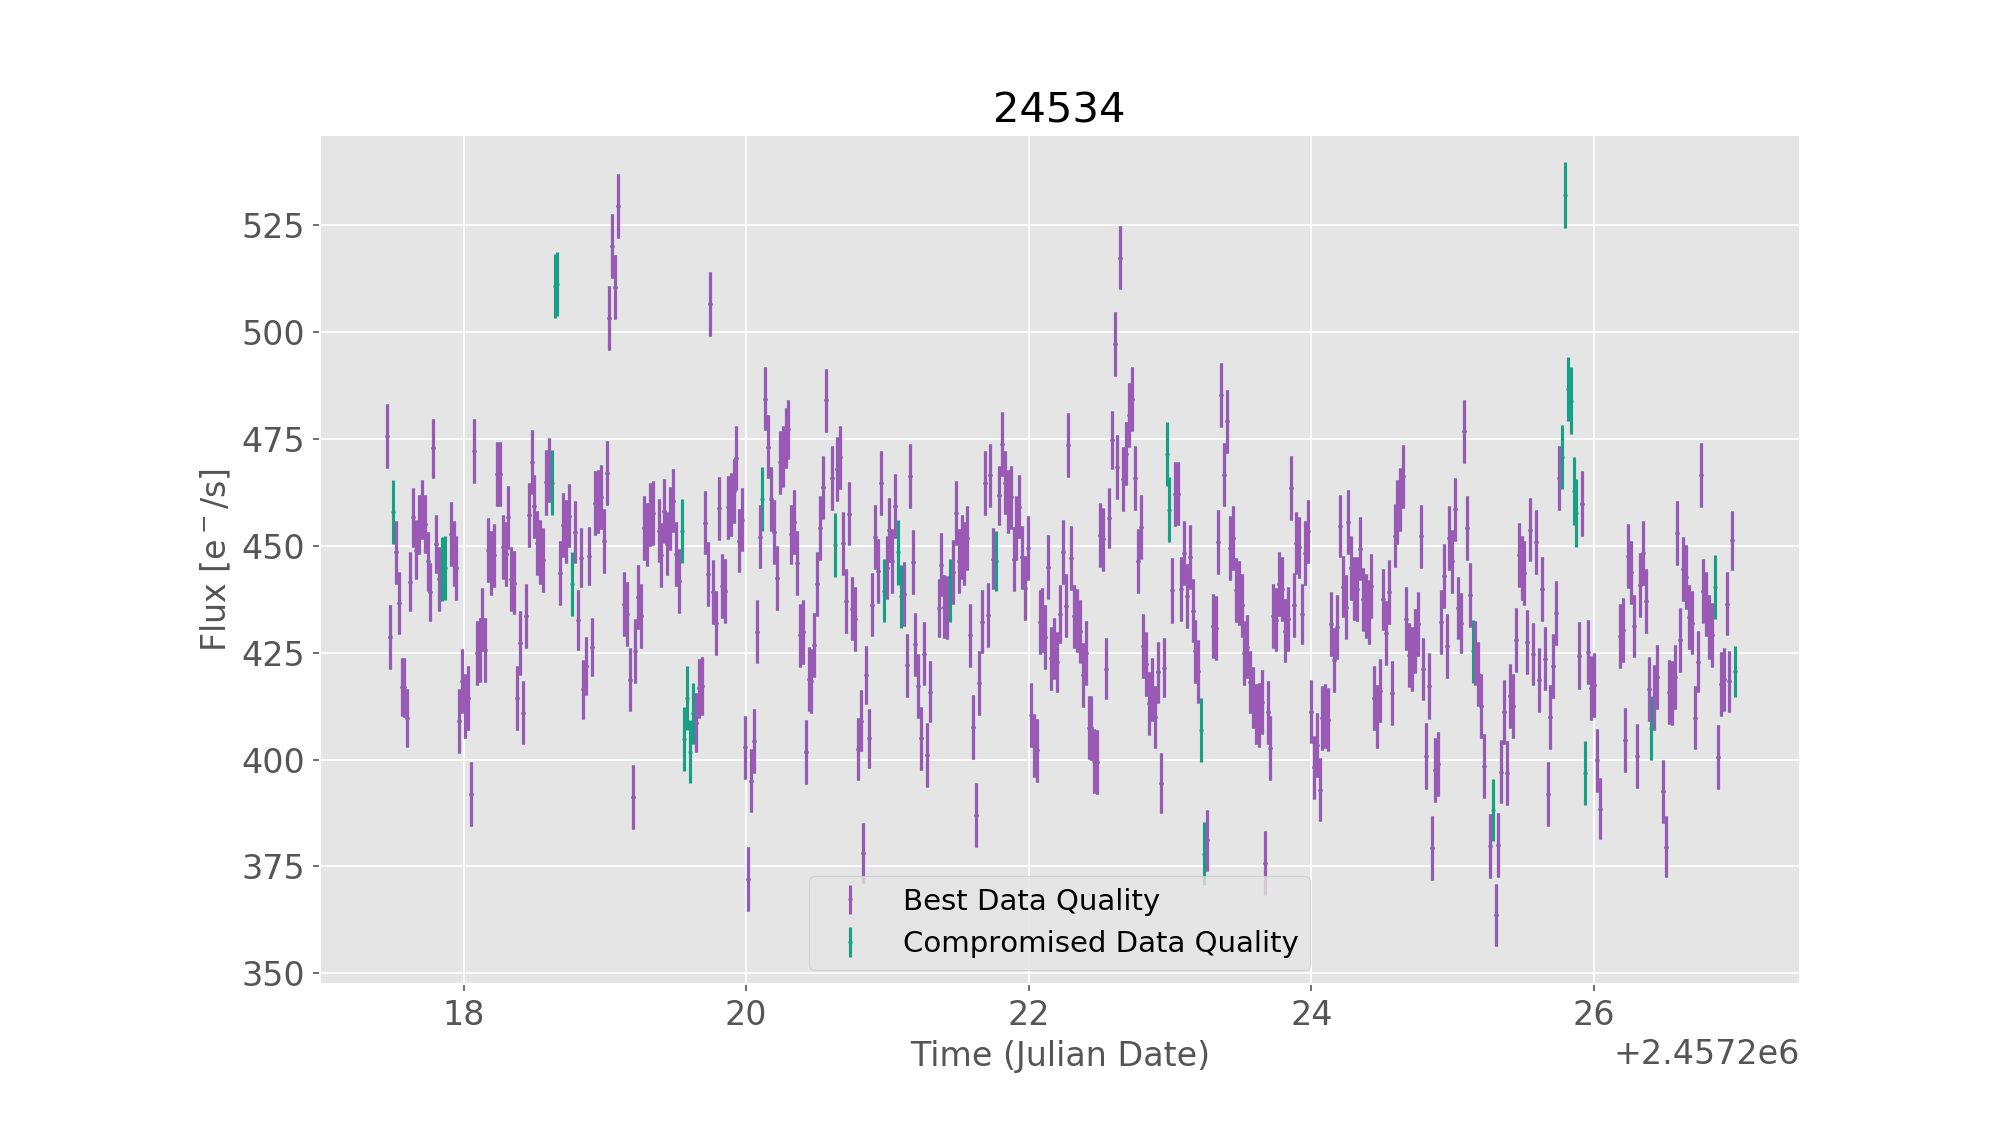 24534
Flux [e⁻/s]
525
500
475
450
425
400
375
350
Best Data Quality
Compromised Data Quality
18
20
22
24
26
Time (Julian Date)
+2.4572e6